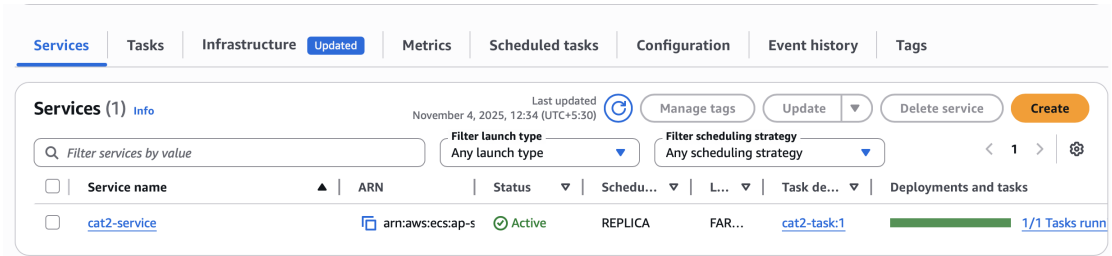 Services Tasks Infrastructure Updated Metrics Scheduled tasks Configuration Event history Tags
Services (1) Info
Last updated
November 4, 2025, 12:34 (UTC+5:30)
Manage tags Update Delete service Create
Filter services by value
Filter launch type
Any launch type
Filter scheduling strategy
Any scheduling strategy
1
Service name ARN Status Schedu... L... Task de... Deployments and tasks
cat2-service arn:aws:ecs:ap-s Active REPLICA FAR... cat2-task:1 1/1 Tasks runn